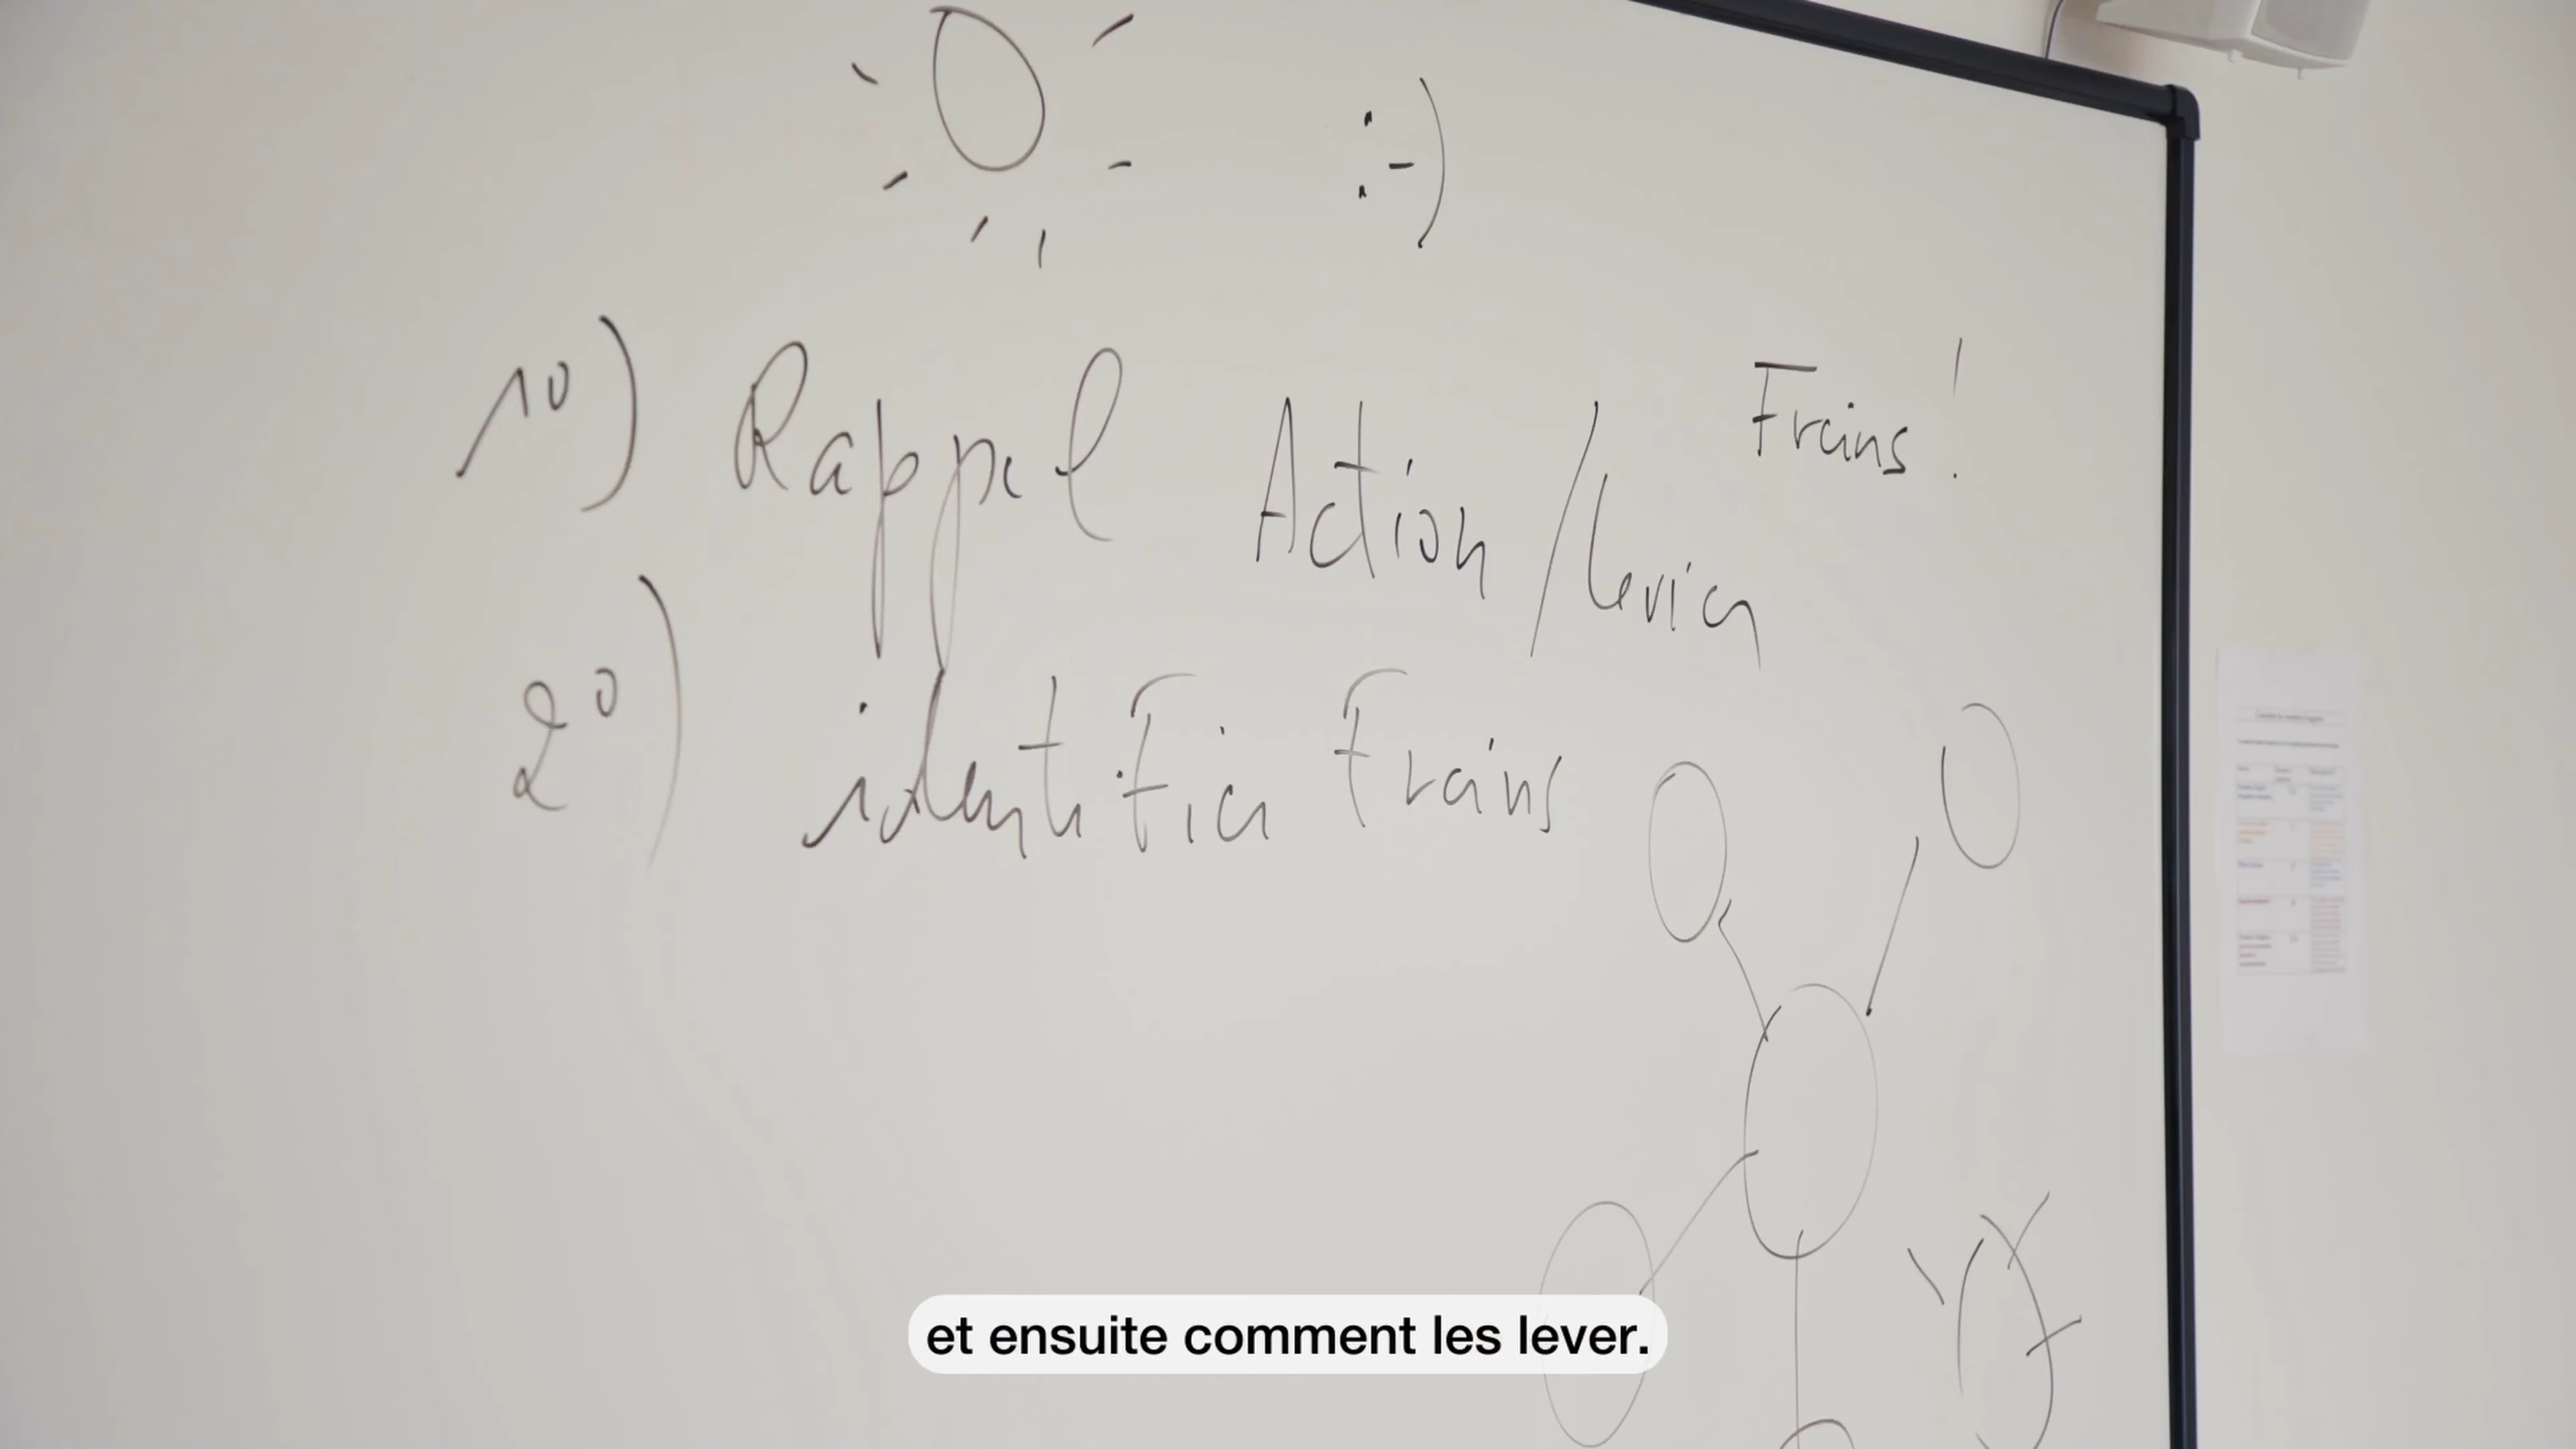 :-)
1°) Rappel Action / levier
Freins !
2°) identifier freins
et ensuite comment les lever.